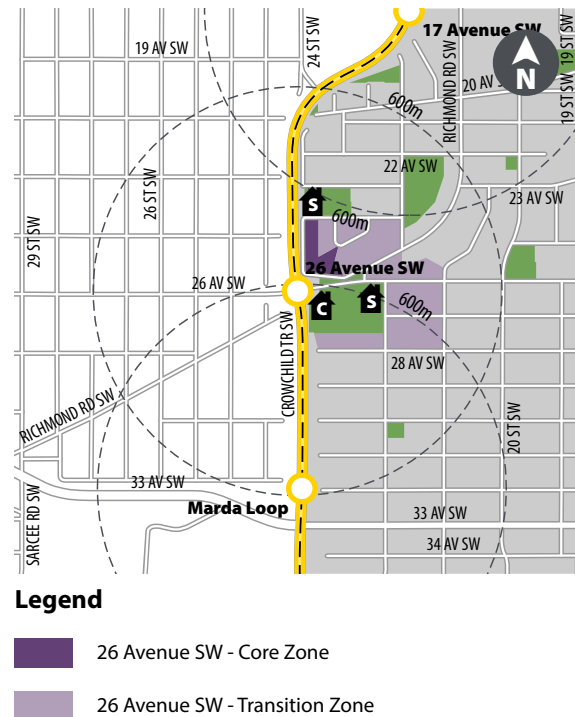 17 Avenue SW
19 AV SW
24 ST SW
RICHMOND RD SW
19 ST SW
N
20 AV S
19 ST SW
600m
22 AV SW
26 ST SW
29 ST SW
23 AV SW
S
600m
26 Avenue SW
26 AV SW
C
S
600m
CROWCHILD TR SW
28 AV SW
RICHMOND RD SW
20 ST SW
33 AV SW
SARCEE RD SW
Marda Loop
33 AV SW
34 AV SW
Legend
26 Avenue SW - Core Zone
26 Avenue SW - Transition Zone